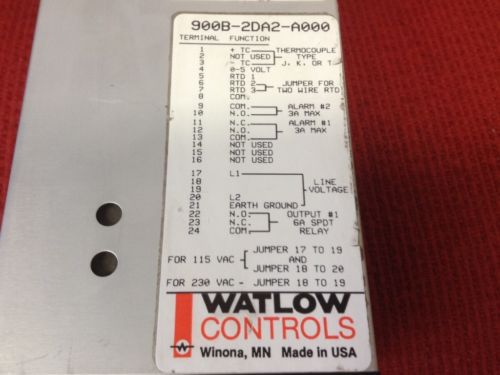 900B-2DA2-A000
TERMINAL FUNCTION
1 + TC THERMOCOUPLE
2 NOT USED TYPE
3 - TC J. K. OR T.
4 0-5 VOLT
5 RTD 1
6 RTD 2 JUMPER FOR
7 RTD 3 TWO WIRE RTD
8 COM.
9 COM. ALARM #2
10 N.O. 3A MAX
11 N.C. ALARM #1
12 N.O. 3A MAX
13 COM.
14 NOT USED
15 NOT USED
16 NOT USED
17 L1
18 LINE
19 VOLTAGE
20 L2
21 EARTH GROUND
22 N.O. OUTPUT #1
23 N.C. 6A SPDT
24 COM. RELAY
JUMPER 17 TO 19
FOR 115 VAC - AND
JUMPER 18 TO 20
FOR 230 VAC - JUMPER 18 TO 19
WATLOW
CONTROLS
Winona, MN Made in USA